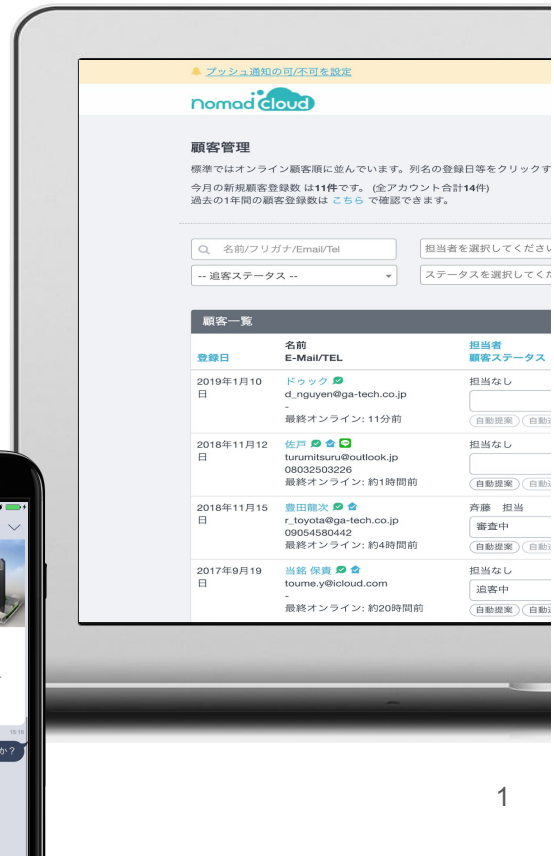 プッシュ通知の可/不可を設定
nomad cloud
顧客管理
標準ではオンライン顧客順に並んでいます。列名の登録日等をクリックす
今月の新規顧客登録数 は11件です。 (全アカウント合計14件)
過去の1年間の顧客登録数は こちら で確認できます。
名前/フリガナ/Email/Tel
担当者を選択してくださ
-- 追客ステータス --
ステータスを選択してく
顧客一覧
登録日
名前
E-Mail/TEL
担当者
顧客ステータス
2019年1月10
日
ドゥック
d_nguyen@ga-tech.co.jp
-
最終オンライン: 11分前
担当なし
自動提案
自動
2018年11月12
日
佐戸
turumitsuru@outlook.jp
08032503226
最終オンライン: 約1時間前
担当なし
自動提案
自動
2018年11月15
日
豊田龍次
r_toyota@ga-tech.co.jp
09054580442
最終オンライン: 約4時間前
斉藤 担当
審査中
自動提案
自動
2017年9月19
日
当銘 保貴
toume.y@icloud.com
-
最終オンライン: 約20時間前
担当なし
追客中
自動提案
自動
か?
1